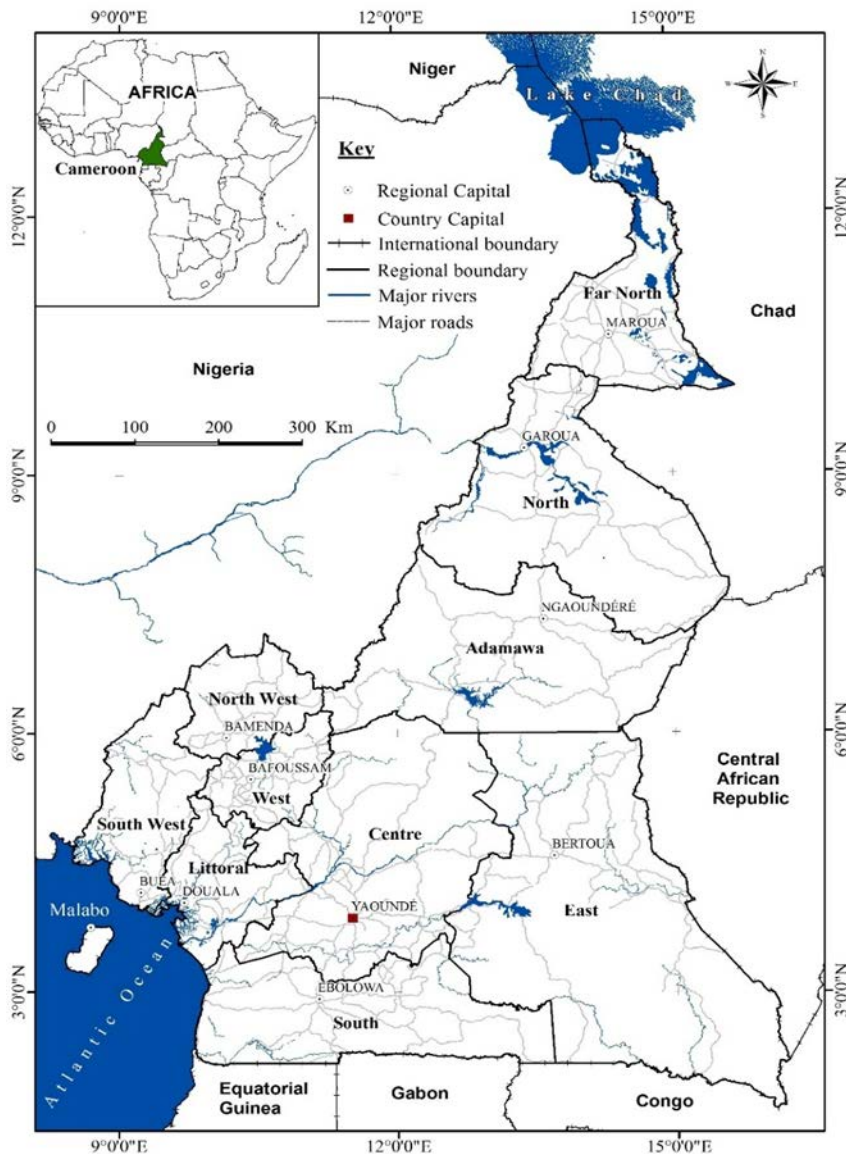 9°0'0"E
12°0'0"E
15°0'0"E
AFRICA
Cameroon
Niger
Lake Chad
N
E
S
W
Key
Regional Capital
Country Capital
International boundary
Regional boundary
Major rivers
Major roads
12°0'0"N
12°0'0"N
Far North
MAROUA
Chad
Nigeria
0 100 200 300 Km
GAROUA
9°0'0"N
9°0'0"N
North
NGAOUNDÉRÉ
Adamawa
North West
BAMENDA
6°0'0"N
6°0'0"N
BAFOUSSAM
West
Central
African
Republic
South West
Centre
BERTOUA
Littoral
BUEA
DOUALA
YAOUNDÉ
East
Malabo
Atlantic Ocean
3°0'0"N
3°0'0"N
EBOLOWA
South
Equatorial
Guinea
Gabon
Congo
9°0'0"E
12°0'0"E
15°0'0"E